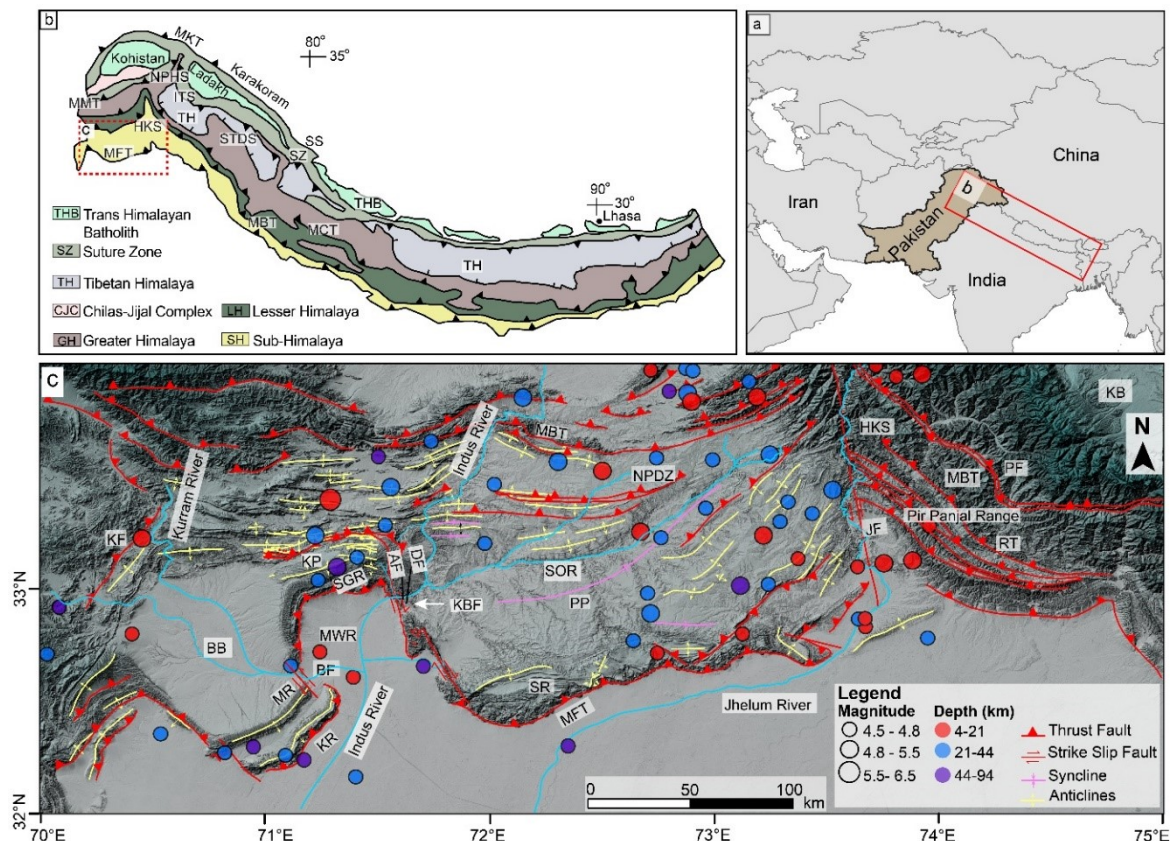 b
80°
35°
MKT
Kohistan
Karakoram
Ladakh
NPHS
ITS
MMT
TH
HKS
STDS
SS
SZ
c
MFT
THB
90°
30°
Lhasa
MBT
MCT
TH
THB Trans Himalayan
Batholith
SZ Suture Zone
TH Tibetan Himalaya
CJC Chilas-Jijal Complex
LH Lesser Himalaya
GH Greater Himalaya
SH Sub-Himalaya
a
China
Iran
b
Pakistan
India
c
KB
N
HKS
Indus River
MBT
Kurram River
NPDZ
MBT
PF
Pir Panjal Range
KF
JF
RT
KP
SGR
AF
DF
SOR
33°N
KBF
PP
MWR
BB
BF
MR
SR
Indus River
KR
MFT
Jhelum River
Legend
Magnitude
Depth (km)
4.5 - 4.8
4-21
Thrust Fault
4.8 - 5.5
21-44
Strike Slip Fault
5.5- 6.5
44-94
Syncline
Anticlines
0 50 100
km
32°N
70°E 71°E 72°E 73°E 74°E 75°E